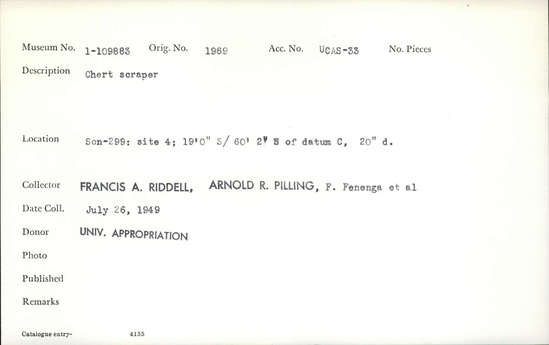 Museum No. 1-109883 Orig. No. 1969 Acc. No. UCAS-33 No. Pieces
Description Chert scraper
Location Son-299: site 4; 19'0" S/ 60' 2" E of datum C, 20" d.
Collector FRANCIS A. RIDDELL, ARNOLD R. PILLING, F. Fenenga et al
Date Coll. July 26, 1949
Donor UNIV. APPROPRIATION
Photo
Published
Remarks
Catalogue entry- 4155